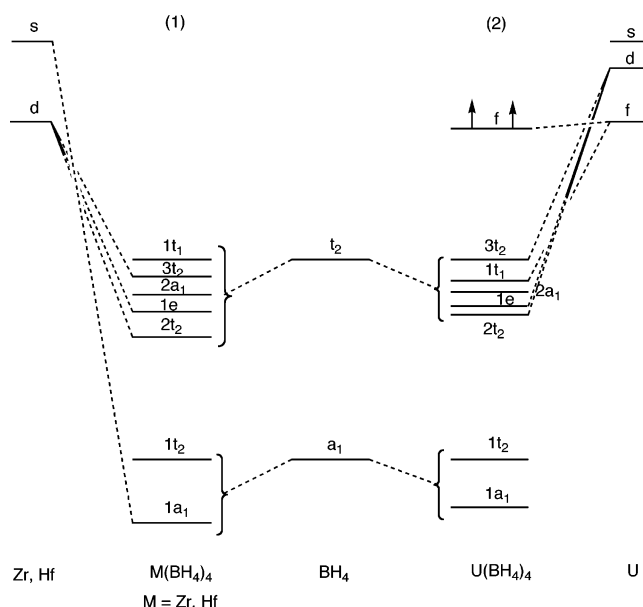 (1) (2)
s
s
d
d
f
f
1t₁
3t₂
2a₁
1e
2t₂
t₂
3t₂
1t₁
1e
2a₁
2t₂
1t₂
a₁
1t₂
1a₁
1a₁
Zr, Hf M(BH₄)₄ BH₄ U(BH₄)₄ U
M = Zr, Hf